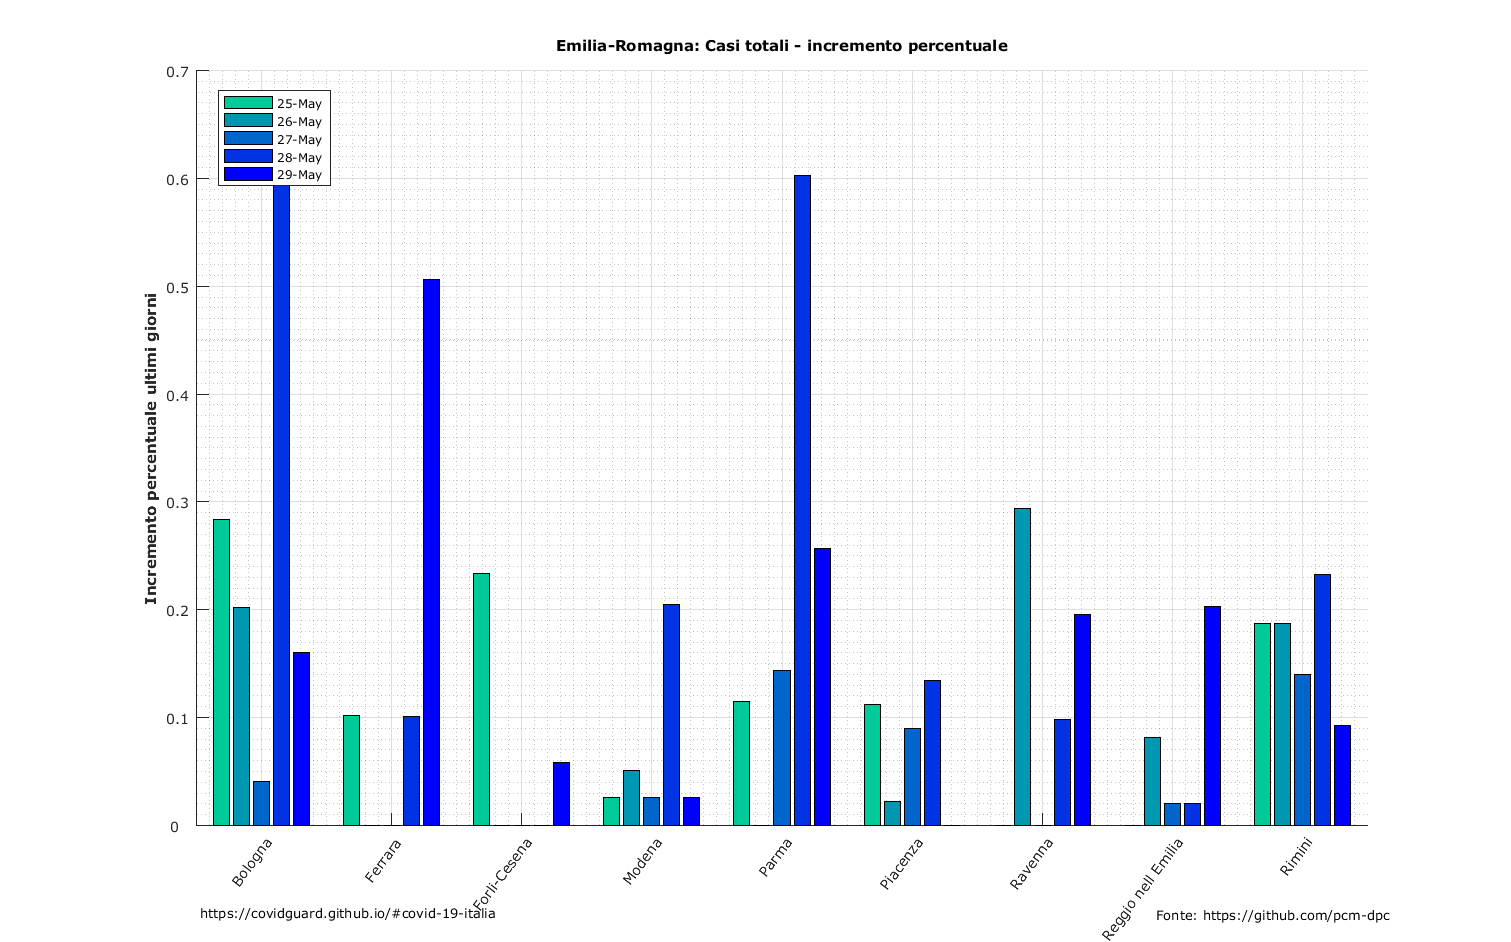 Emilia-Romagna: Casi totali - incremento percentuale
Incremento percentuale ultimi giorni
0.7
0.6
0.5
0.4
0.3
0.2
0.1
0
25-May
26-May
27-May
28-May
29-May
Bologna
Ferrara
Forlì-Cesena
Modena
Parma
Piacenza
Ravenna
Reggio nell Emilia
Rimini
https://covidguard.github.io/#covid-19-italia
Fonte: https://github.com/pcm-dpc